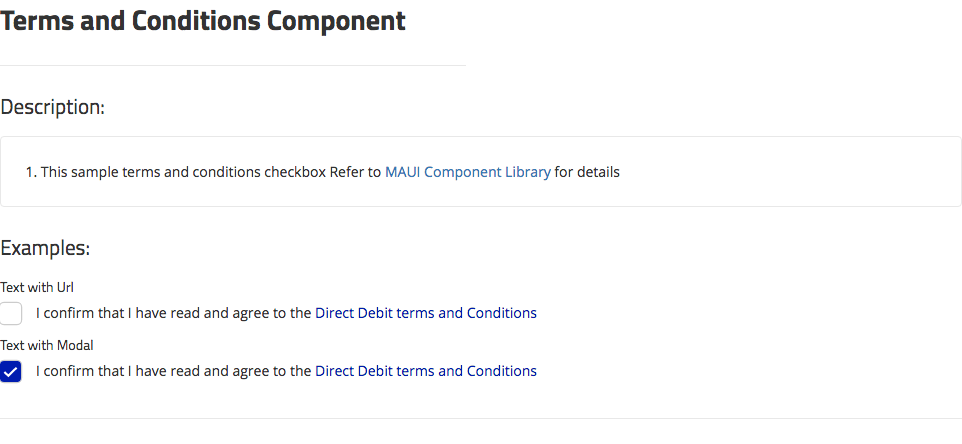 Terms and Conditions Component
Description:
1. This sample terms and conditions checkbox Refer to MAUI Component Library for details
Examples:
Text with Url
I confirm that I have read and agree to the Direct Debit terms and Conditions
Text with Modal
I confirm that I have read and agree to the Direct Debit terms and Conditions